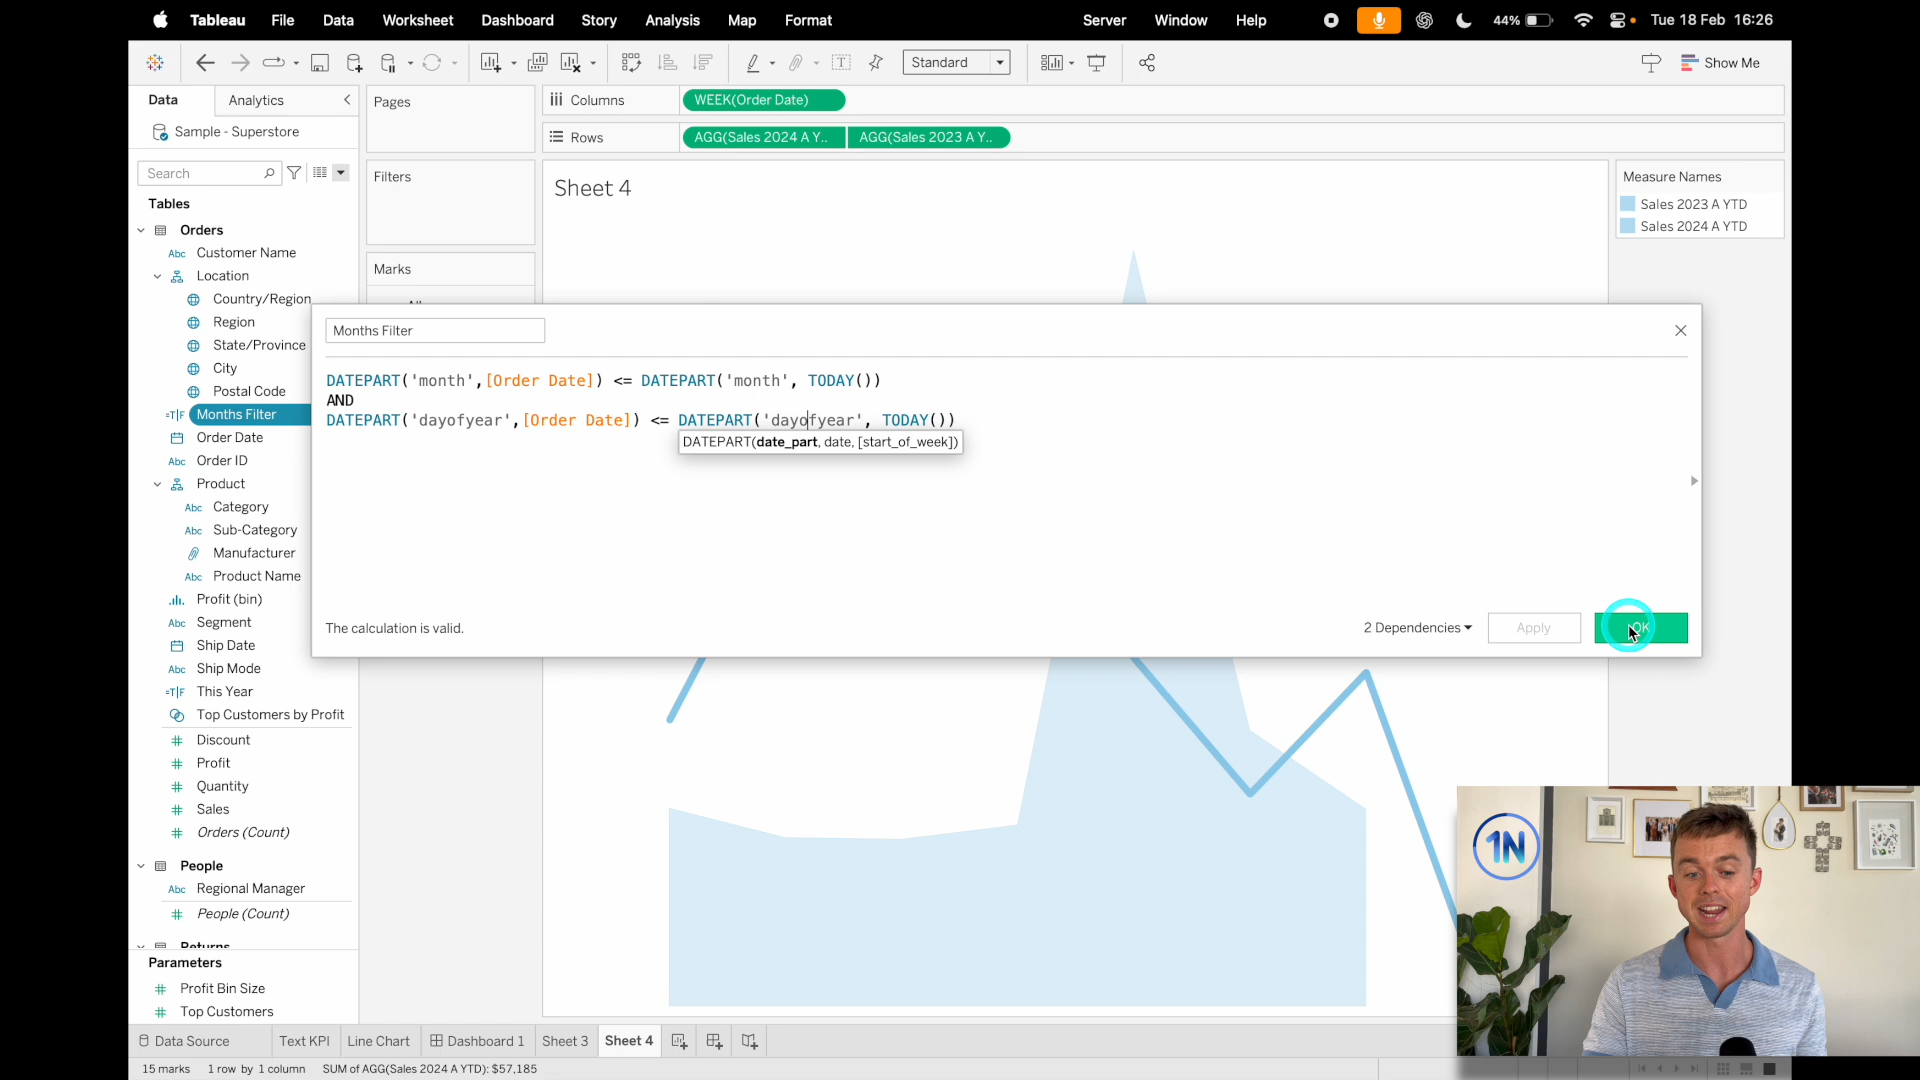 Tableau File Data Worksheet Dashboard Story Analysis Map Format Server Window Help 44% Tue 18 Feb 16:26
Standard
Show Me
Data Analytics
Sample - Superstore
Search
Tables
Orders
Abc Customer Name
Location
Country/Region
Region
State/Province
City
Postal Code
=T|F Months Filter
Order Date
Abc Order ID
Product
Abc Category
Abc Sub-Category
Manufacturer
Abc Product Name
Profit (bin)
Abc Segment
Ship Date
Abc Ship Mode
=T|F This Year
Top Customers by Profit
Discount
Profit
Quantity
Sales
Orders (Count)
People
Abc Regional Manager
People (Count)
Returns
Parameters
Profit Bin Size
Top Customers
Pages
Filters
Marks
Columns WEEK(Order Date)
Rows AGG(Sales 2024 A Y.. AGG(Sales 2023 A Y..
Sheet 4
Measure Names
Sales 2023 A YTD
Sales 2024 A YTD
Months Filter
DATEPART('month',[Order Date]) <= DATEPART('month', TODAY())
AND
DATEPART('dayofyear',[Order Date]) <= DATEPART('dayofyear', TODAY())
DATEPART(date_part, date, [start_of_week])
The calculation is valid.
2 Dependencies
Apply
OK
1N
Data Source Text KPI Line Chart Dashboard 1 Sheet 3 Sheet 4
15 marks 1 row by 1 column SUM of AGG(Sales 2024 A YTD): $57,185